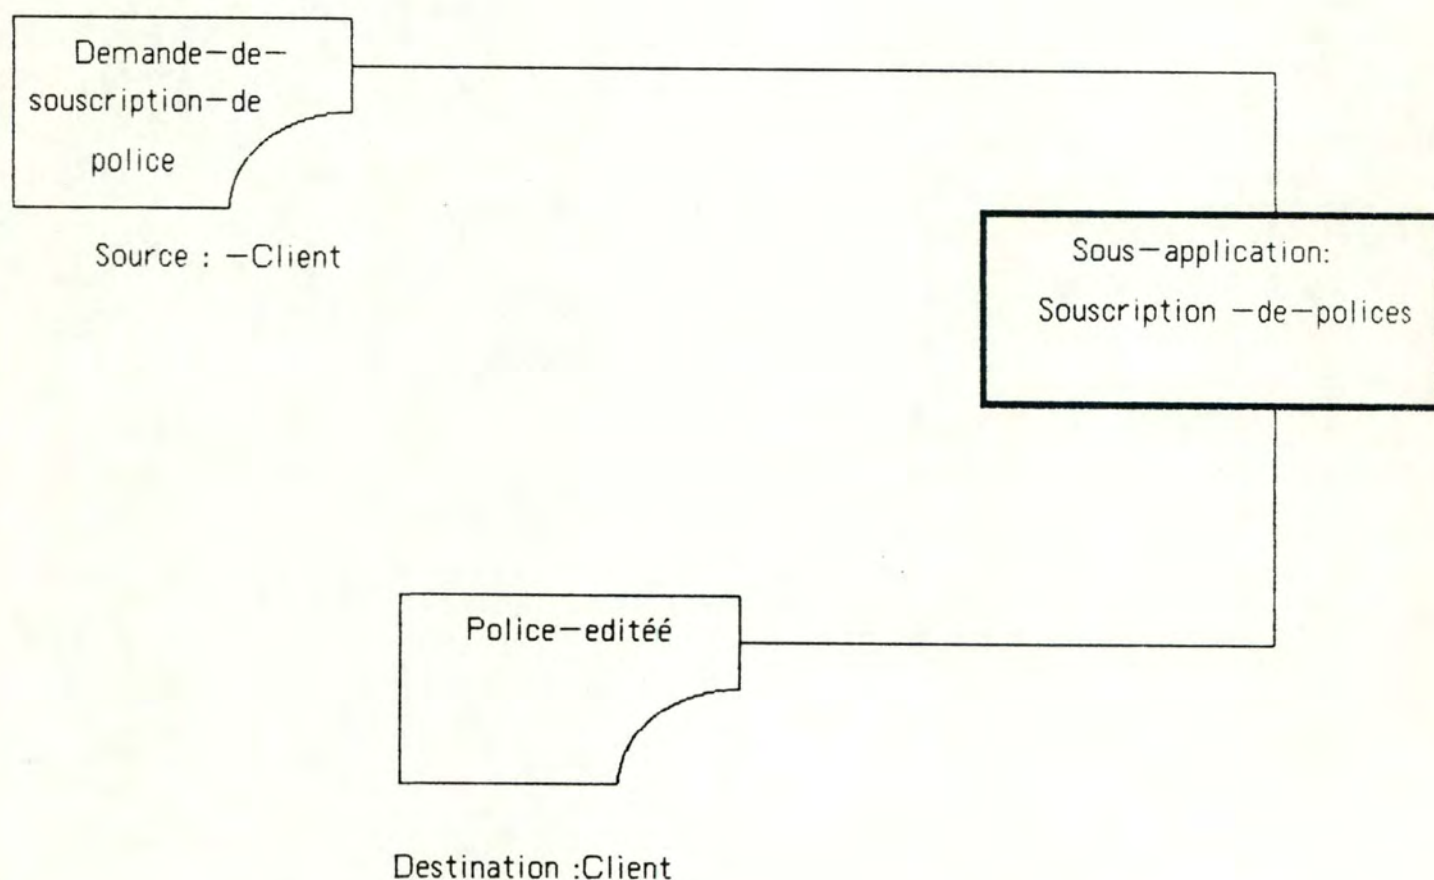 Demande-de-
souscription-de
police
Source : -Client
Sous-application:
Souscription -de-polices
Police-editéé
Destination :Client